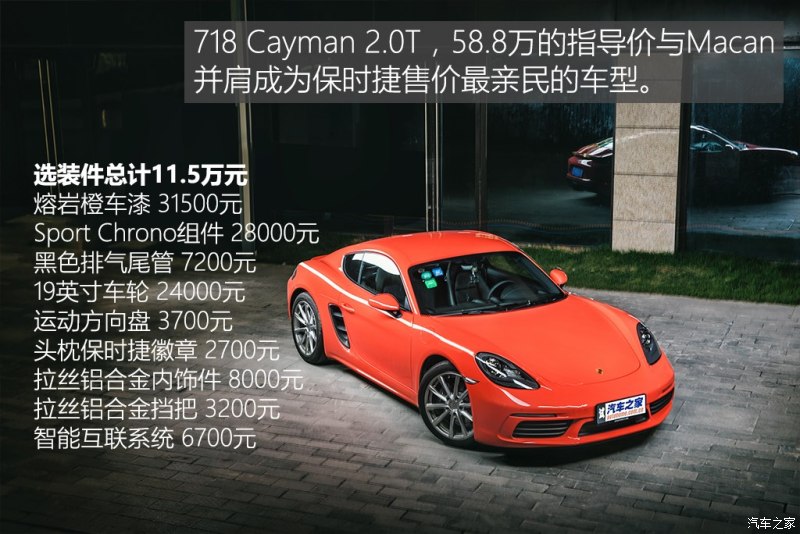 718 Cayman 2.0T，58.8万的指导价与Macan
并肩成为保时捷售价最亲民的车型。
选装件总计11.5万元
熔岩橙车漆 31500元
Sport Chrono组件 28000元
黑色排气尾管 7200元
19英寸车轮 24000元
运动方向盘 3700元
头枕保时捷徽章 2700元
拉丝铝合金内饰件 8000元
拉丝铝合金挡把 3200元
智能互联系统 6700元
汽车之家
汽车之家